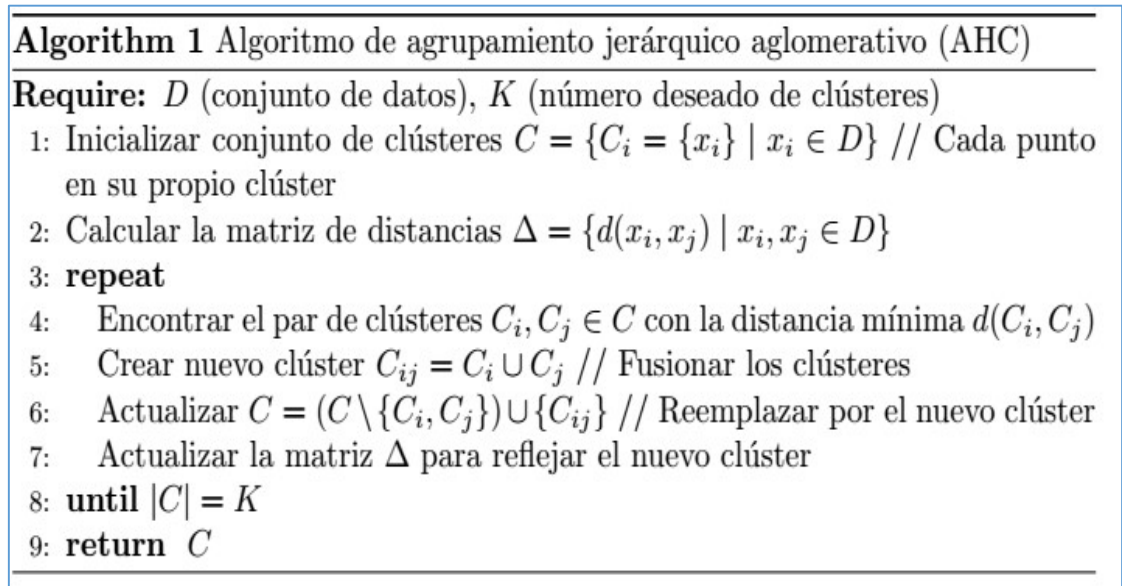 Algorithm 1 Algoritmo de agrupamiento jerárquico aglomerativo (AHC)
Require: D (conjunto de datos), K (número deseado de clústeres)
1: Inicializar conjunto de clústeres C = {C_i = {x_i} | x_i ∈ D} // Cada punto
en su propio clúster
2: Calcular la matriz de distancias Δ = {d(x_i, x_j) | x_i, x_j ∈ D}
3: repeat
4: Encontrar el par de clústeres C_i, C_j ∈ C con la distancia mínima d(C_i, C_j)
5: Crear nuevo clúster C_ij = C_i ∪ C_j // Fusionar los clústeres
6: Actualizar C = (C \ {C_i, C_j}) ∪ {C_ij} // Reemplazar por el nuevo clúster
7: Actualizar la matriz Δ para reflejar el nuevo clúster
8: until |C| = K
9: return C